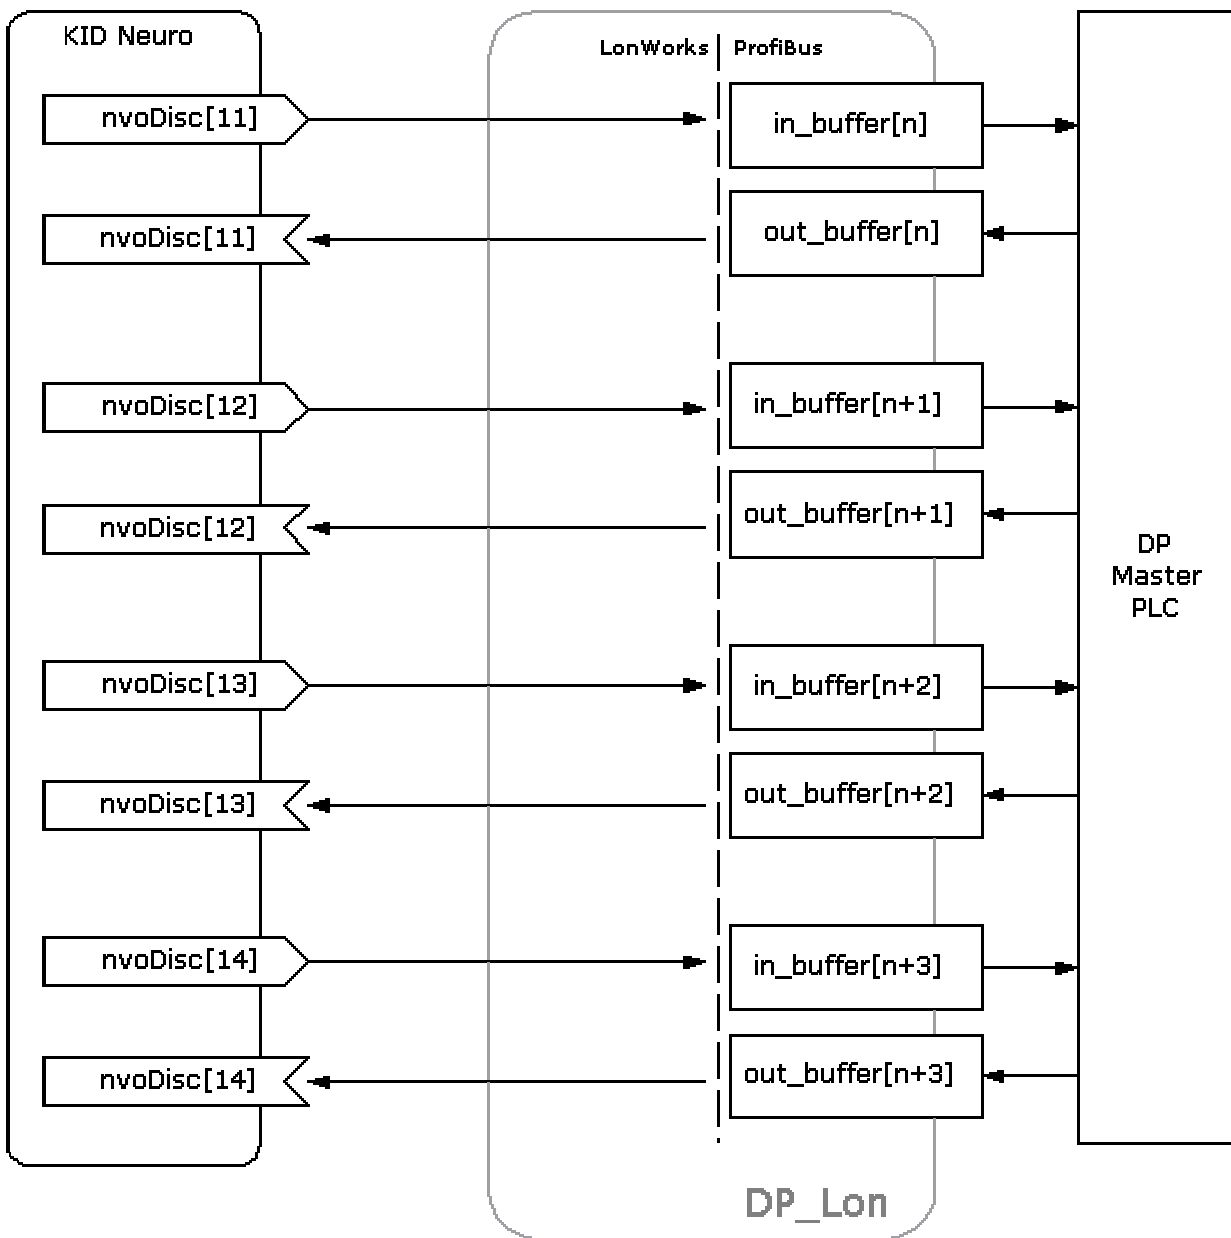 KID Neuro
LonWorks
ProfiBus
nvoDisc[11]
in_buffer[n]
nvoDisc[11]
out_buffer[n]
nvoDisc[12]
in_buffer[n+1]
nvoDisc[12]
out_buffer[n+1]
DP
Master
PLC
nvoDisc[13]
in_buffer[n+2]
nvoDisc[13]
out_buffer[n+2]
nvoDisc[14]
in_buffer[n+3]
nvoDisc[14]
out_buffer[n+3]
DP_Lon